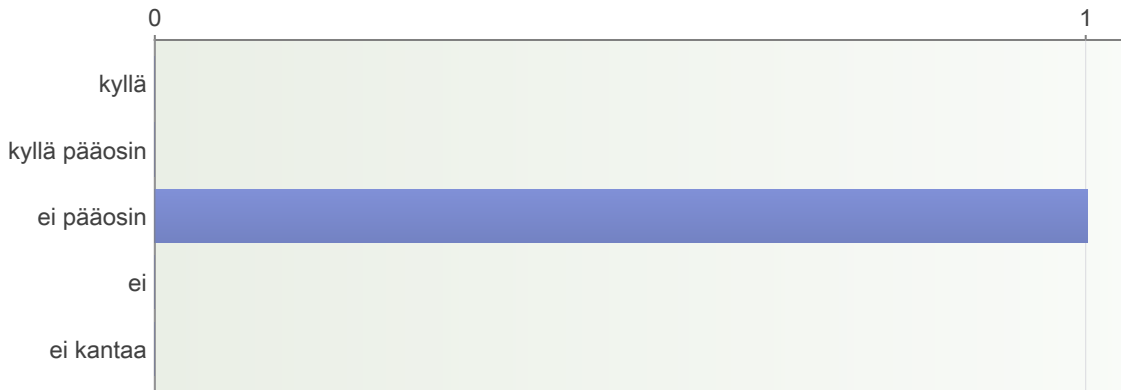 0 1
kyllä
kyllä pääosin
ei pääosin
ei
ei kantaa